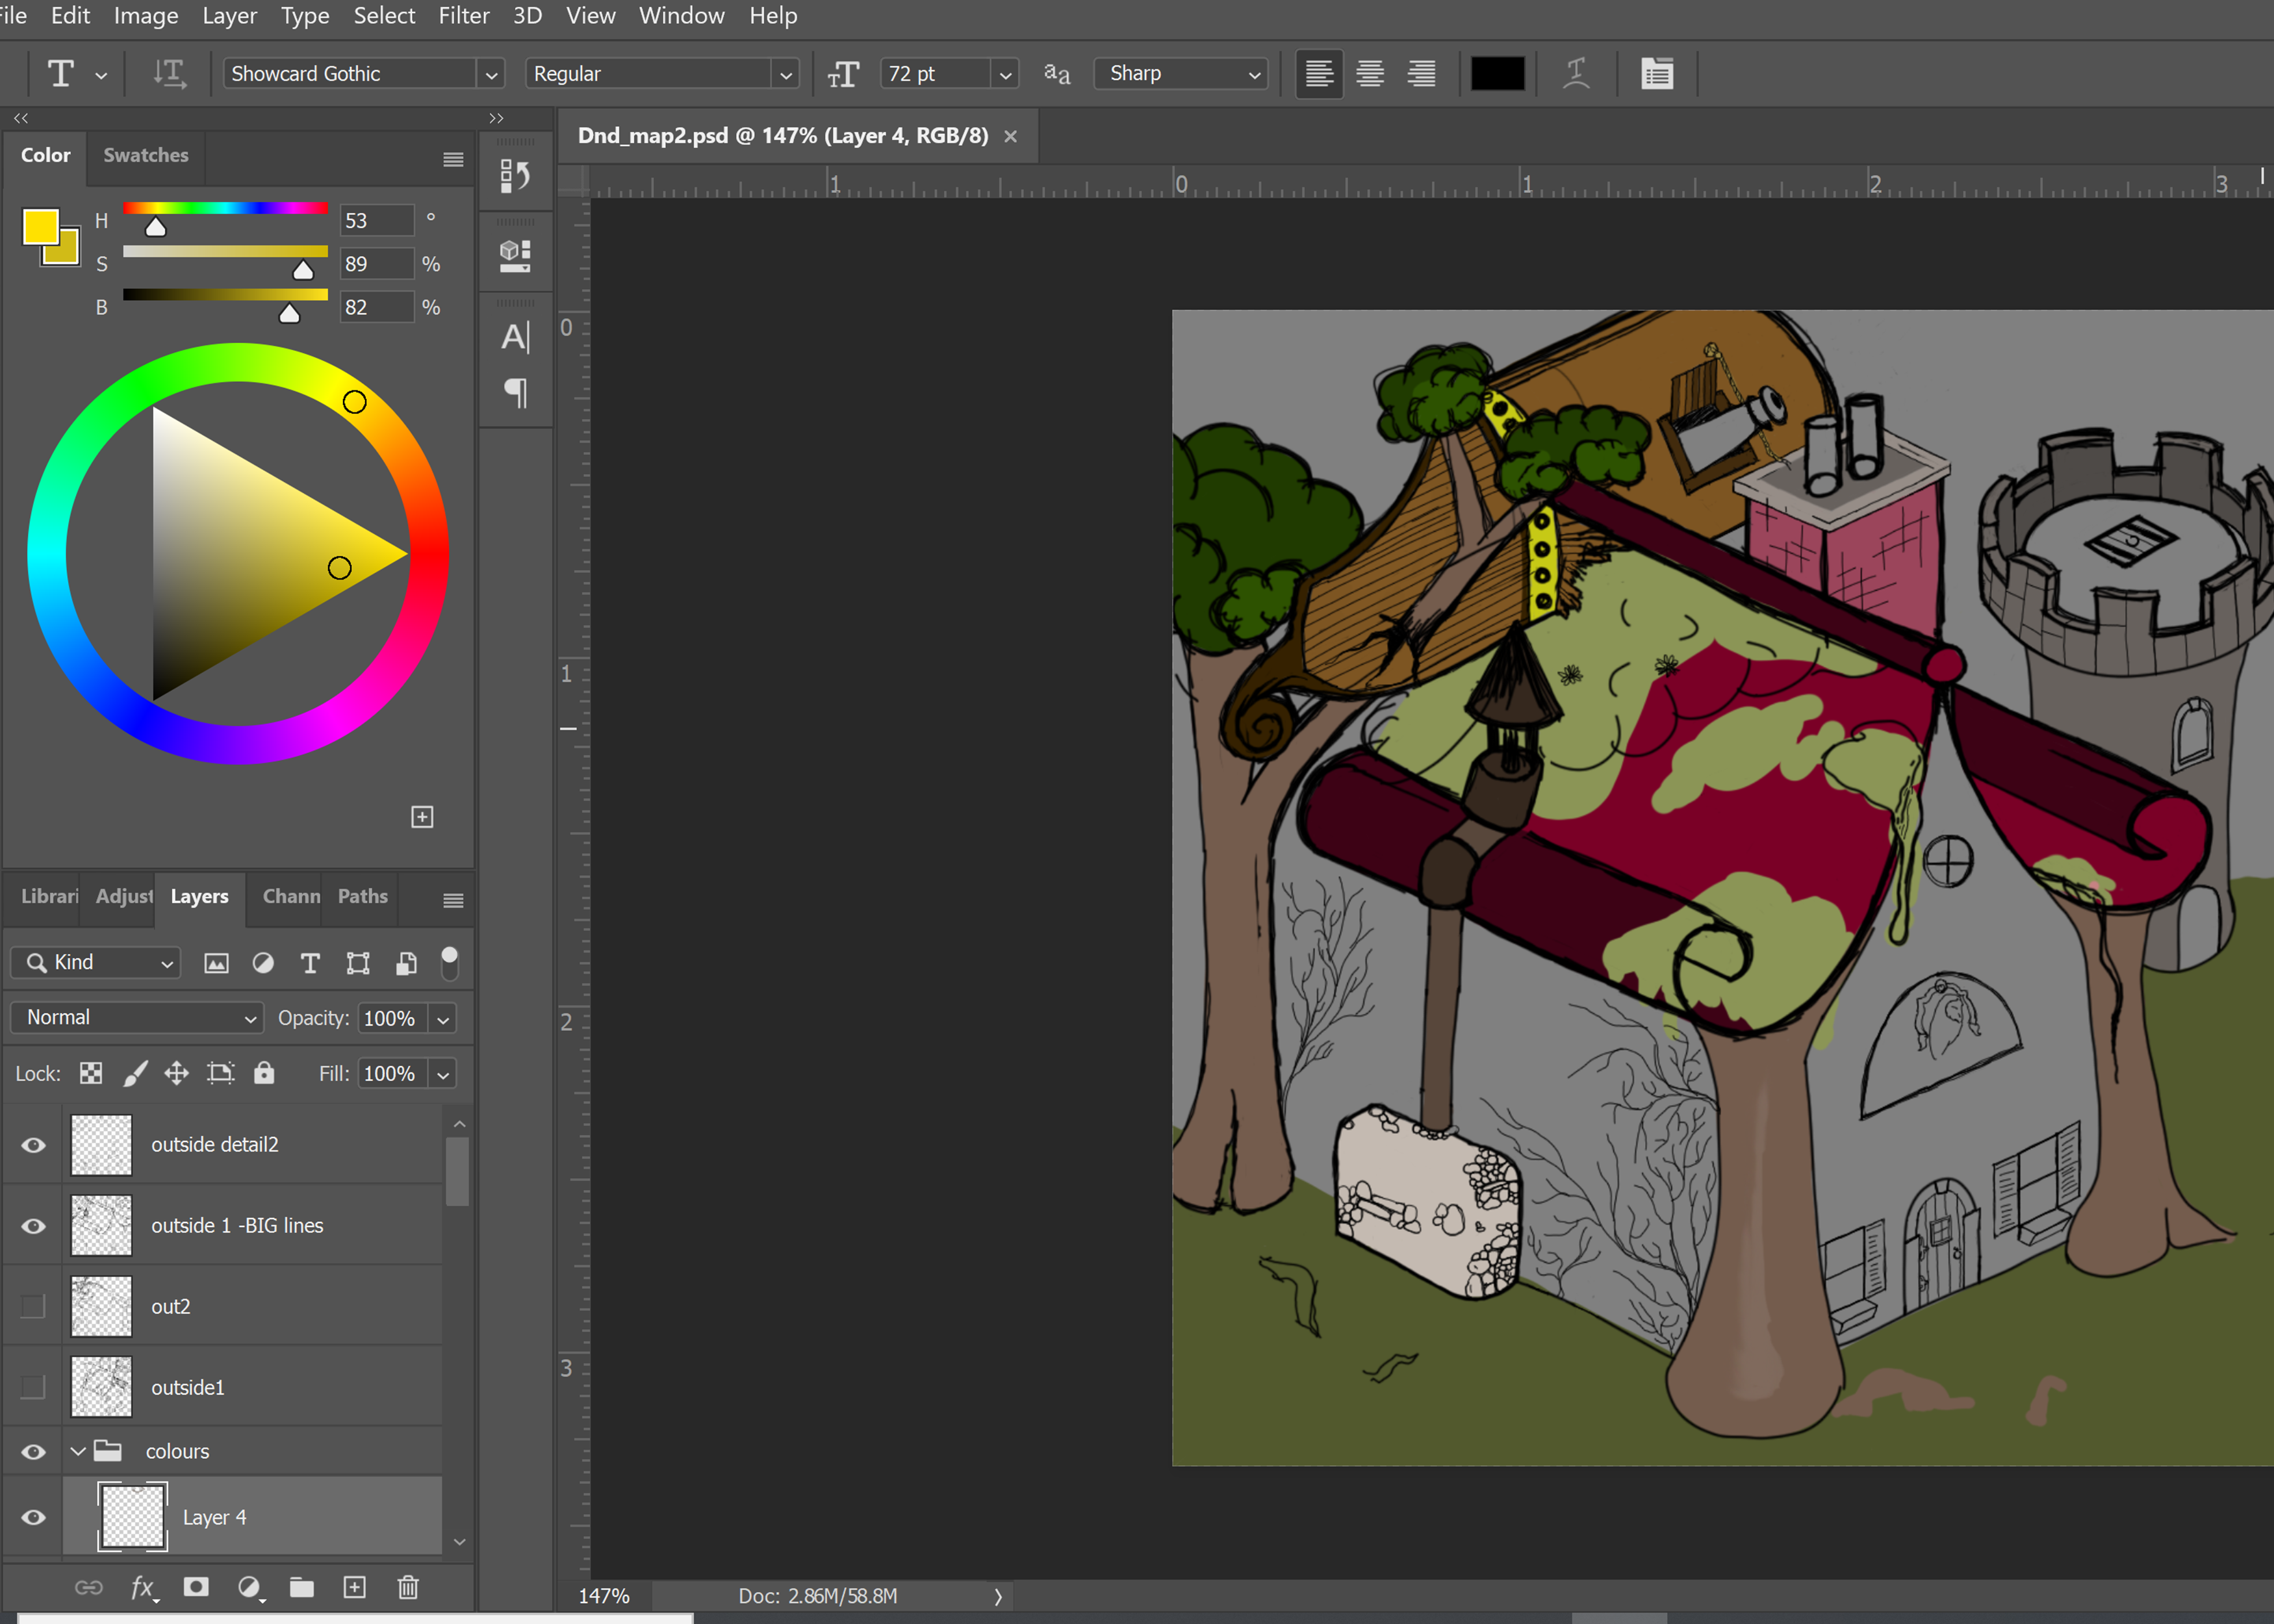 File Edit Image Layer Type Select Filter 3D View Window Help
T Showcard Gothic Regular 72 pt Sharp
Color Swatches
Dnd_map2.psd @ 147% (Layer 4, RGB/8)
1 0 1 2 3
H 53 °
S 89 %
B 82 %
0
1
2
3
Librari Adjust Layers Chann Paths
Kind
Normal Opacity: 100%
Lock: Fill: 100%
outside detail2
outside 1 -BIG lines
out2
outside1
colours
Layer 4
fx
147% Doc: 2.86M/58.8M